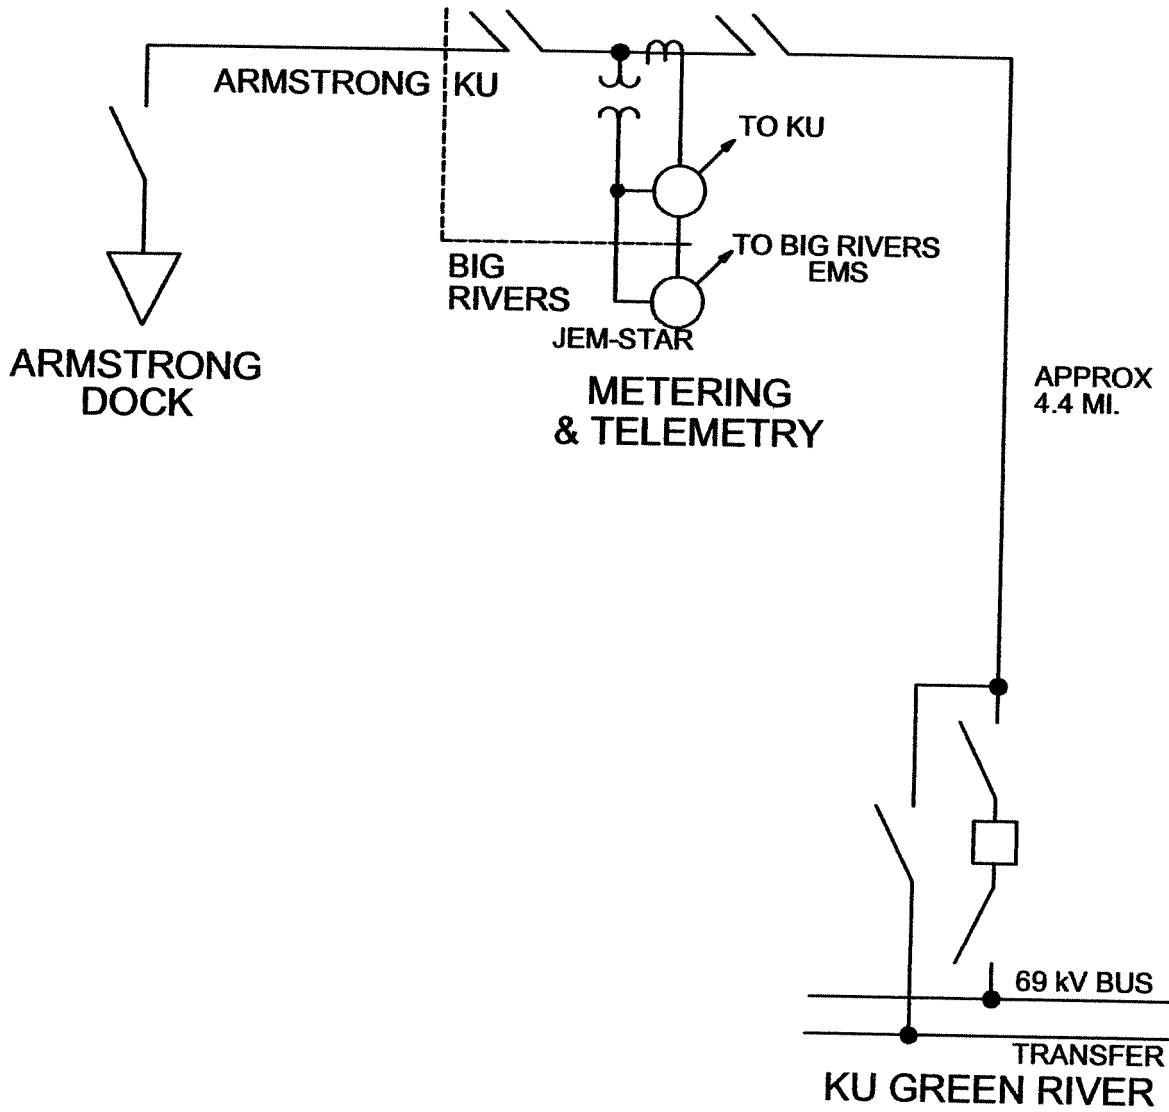 ARMSTRONG KU
TO KU
TO BIG RIVERS
EMS
BIG
RIVERS
JEM-STAR
ARMSTRONG
DOCK
METERING
& TELEMETRY
APPROX
4.4 MI.
69 kV BUS
TRANSFER
KU GREEN RIVER